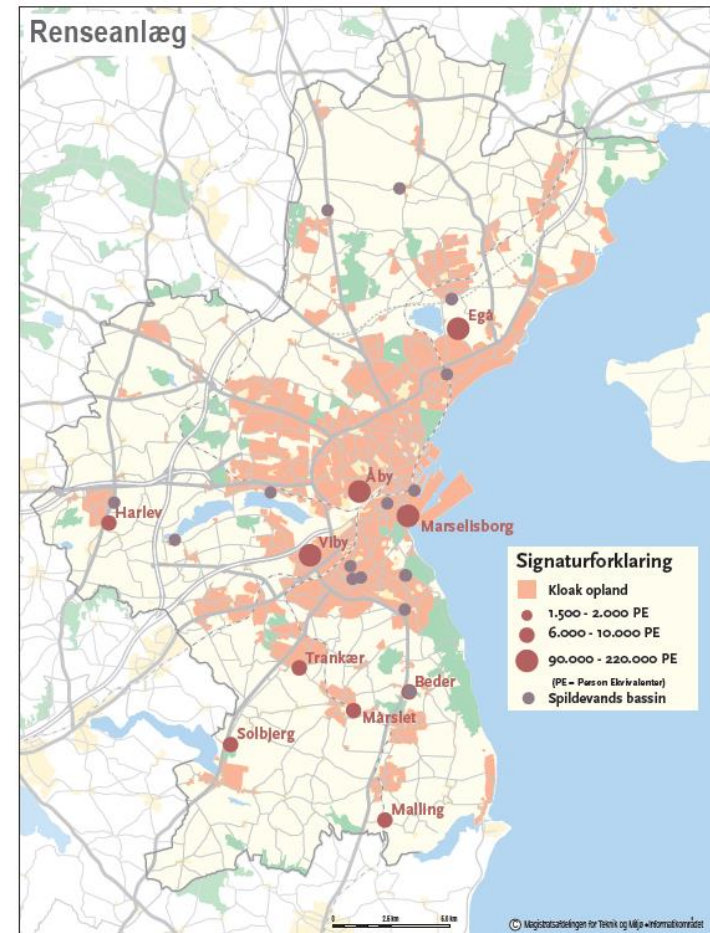 Renseanlæg
Egå
Åby
Harlev
Marselisborg
Viby
Signaturforklaring
Kloak opland
1.500 - 2.000 PE
6.000 - 10.000 PE
90.000 - 220.000 PE
(PE = Person Ekvivalenter)
Spildevands bassin
Trankær
Beder
Mårslet
Solbjerg
Malling
0 2.5 km 5.0 km
© Magistratsafdelingen for Teknik og Miljø • Informatikområdet